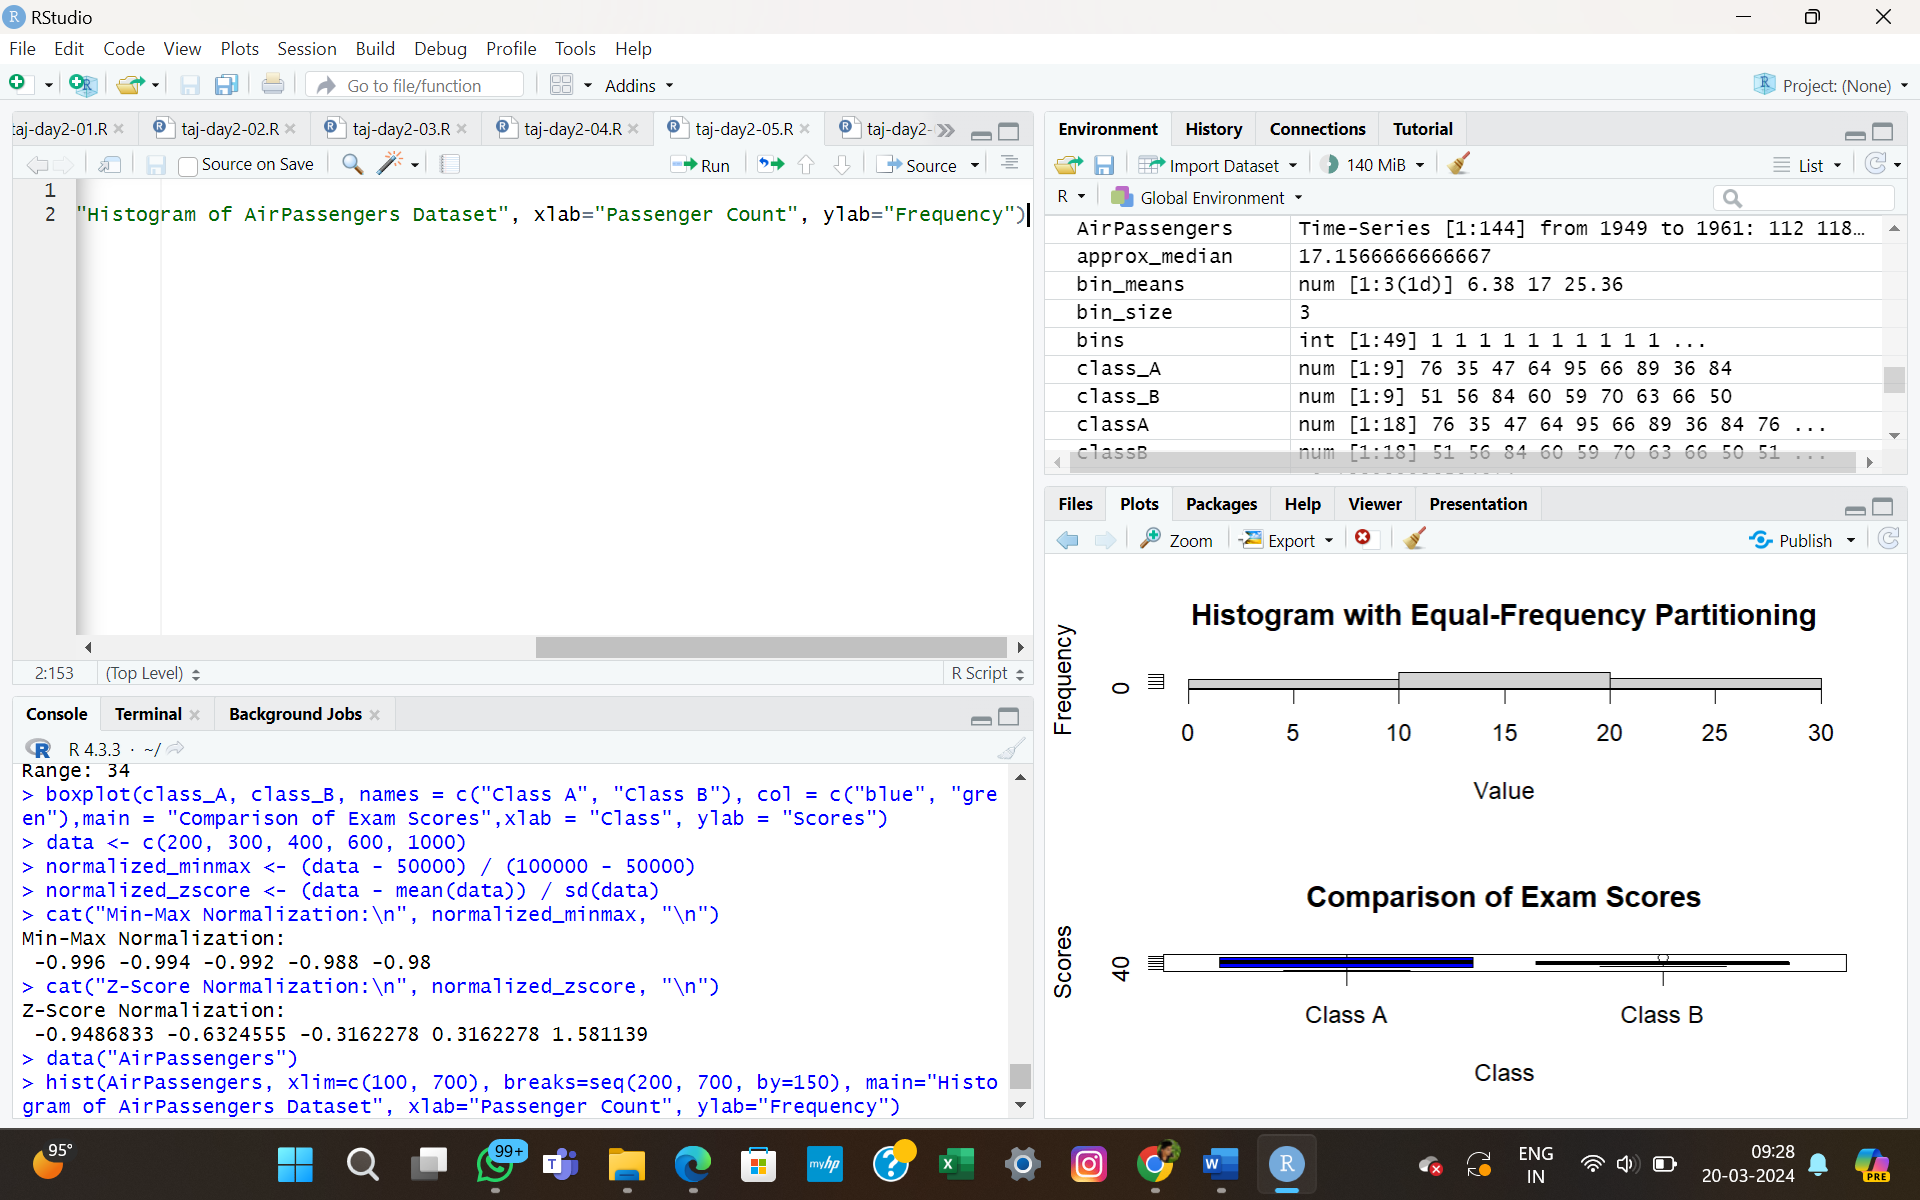 RStudio
File Edit Code View Plots Session Build Debug Profile Tools Help
Go to file/function Addins Project: (None)
taj-day2-01.R taj-day2-02.R taj-day2-03.R taj-day2-04.R taj-day2-05.R taj-day2-
Source on Save Run Source
1
2 "Histogram of AirPassengers Dataset", xlab="Passenger Count", ylab="Frequency")
2:153 (Top Level) R Script
Console Terminal Background Jobs
R 4.3.3 · ~/
Range: 34
> boxplot(class_A, class_B, names = c("Class A", "Class B"), col = c("blue", "gre
en"),main = "Comparison of Exam Scores",xlab = "Class", ylab = "Scores")
> data <- c(200, 300, 400, 600, 1000)
> normalized_minmax <- (data - 50000) / (100000 - 50000)
> normalized_zscore <- (data - mean(data)) / sd(data)
> cat("Min-Max Normalization:\n", normalized_minmax, "\n")
Min-Max Normalization:
-0.996 -0.994 -0.992 -0.988 -0.98
> cat("Z-Score Normalization:\n", normalized_zscore, "\n")
Z-Score Normalization:
-0.9486833 -0.6324555 -0.3162278 0.3162278 1.581139
> data("AirPassengers")
> hist(AirPassengers, xlim=c(100, 700), breaks=seq(200, 700, by=150), main="Histo
gram of AirPassengers Dataset", xlab="Passenger Count", ylab="Frequency")
Environment History Connections Tutorial
Import Dataset 140 MiB List
R Global Environment
AirPassengers Time-Series [1:144] from 1949 to 1961: 112 118…
approx_median 17.1566666666667
bin_means num [1:3(1d)] 6.38 17 25.36
bin_size 3
bins int [1:49] 1 1 1 1 1 1 1 1 1 1 ...
class_A num [1:9] 76 35 47 64 95 66 89 36 84
class_B num [1:9] 51 56 84 60 59 70 63 66 50
classA num [1:18] 76 35 47 64 95 66 89 36 84 76 ...
classB num [1:18] 51 56 84 60 59 70 63 66 50 51 ...
Files Plots Packages Help Viewer Presentation
Zoom Export Publish
Histogram with Equal-Frequency Partitioning
Frequency
0
0 5 10 15 20 25 30
Value
Comparison of Exam Scores
Scores
40
Class A Class B
Class
95°
99+
myhp
ENG
IN
09:28
20-03-2024
PRE